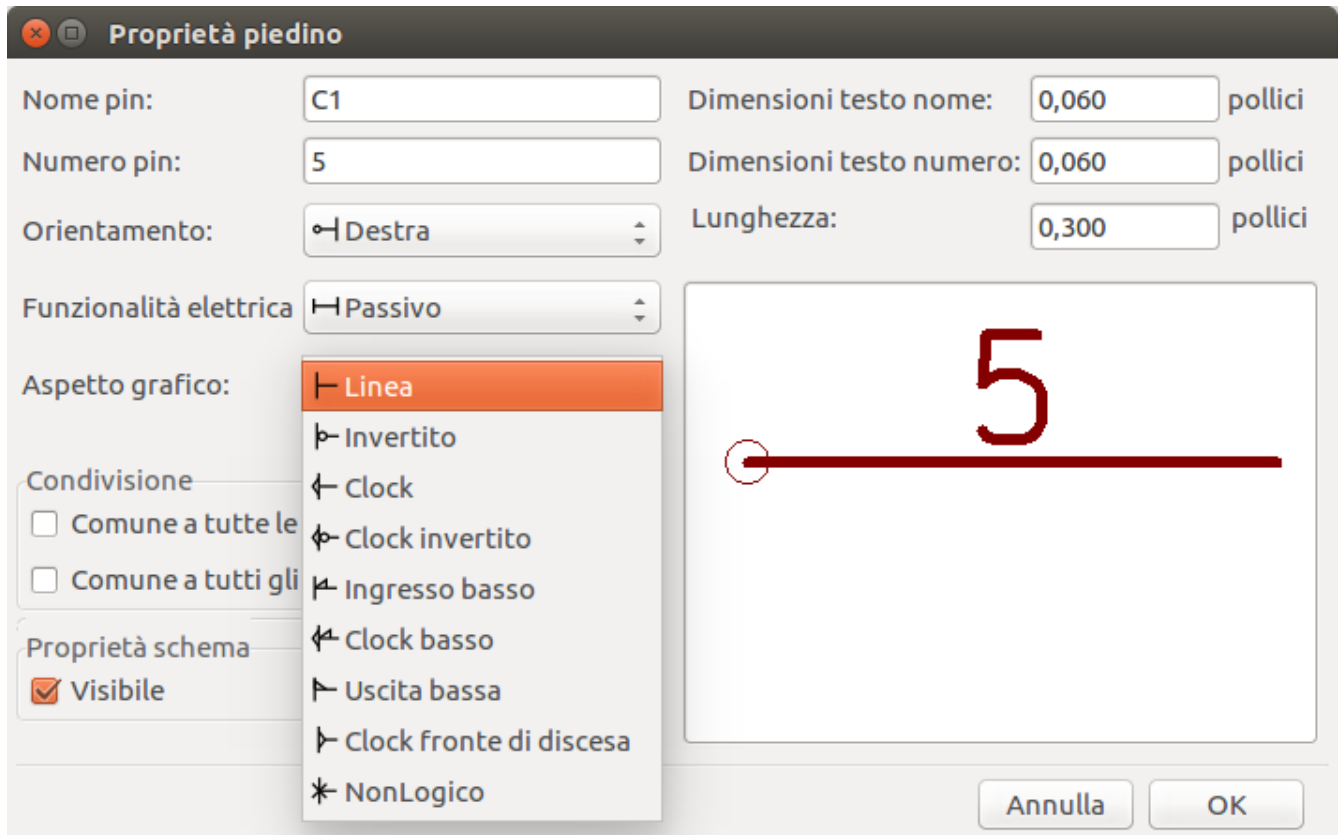 Proprietà piedino
Nome pin: C1
Numero pin: 5
Orientamento: Destra
Funzionalità elettrica Passivo
Aspetto grafico:
Linea
Invertito
Clock
Clock invertito
Ingresso basso
Clock basso
Uscita bassa
Clock fronte di discesa
NonLogico
Condivisione
Comune a tutte le
Comune a tutti gli
Proprietà schema
Visibile
Dimensioni testo nome: 0,060 pollici
Dimensioni testo numero: 0,060 pollici
Lunghezza: 0,300 pollici
5
Annulla
OK